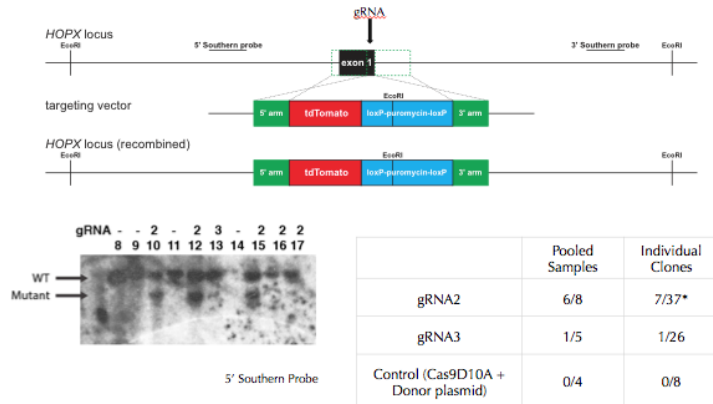 gRNA
HOPX locus
EcoRI
5' Southern probe
3' Southern probe
EcoRI
exon 1
targeting vector
EcoRI
5' arm tdTomato loxP-puromycin-loxP 3' arm
HOPX locus (recombined)
EcoRI
EcoRI
EcoRI
5' arm tdTomato loxP-puromycin-loxP 3' arm
gRNA - - 2 - 2 3 - 2 2 2
8 9 10 11 12 13 14 15 16 17
WT
Mutant
5′ Southern Probe
Pooled Samples
Individual Clones
gRNA2 6/8 7/37*
gRNA3 1/5 1/26
Control (Cas9D10A +
Donor plasmid) 0/4 0/8